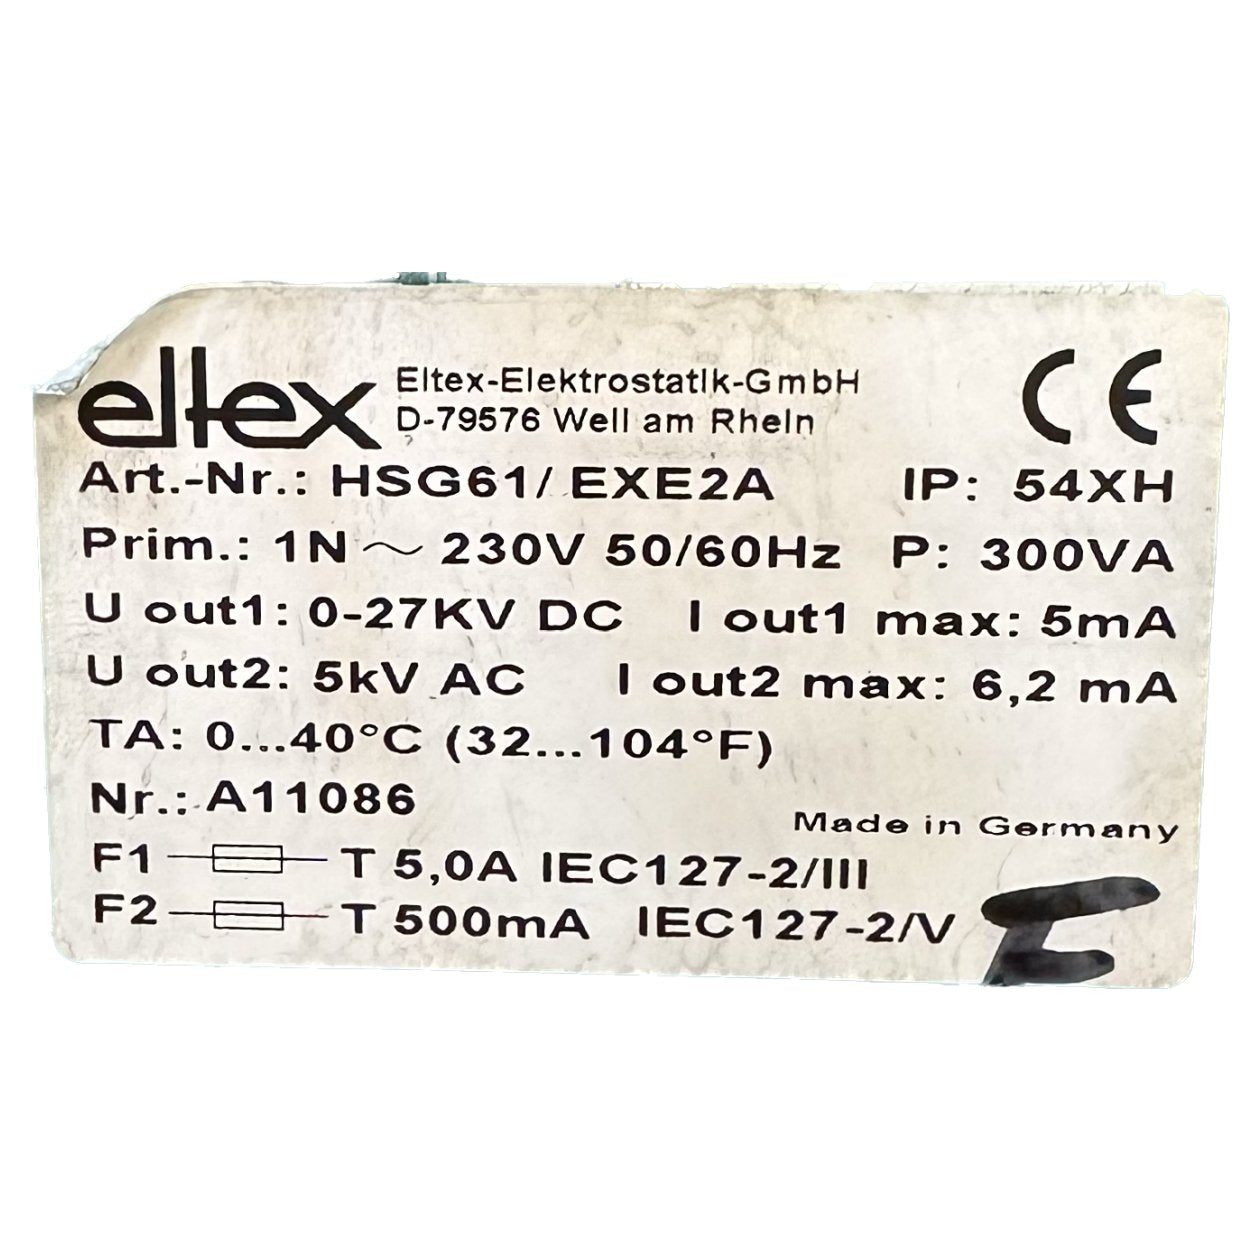 eltex
Eltex-Elektrostatik-GmbH
D-79576 Weil am Rhein
CE
Art.-Nr.: HSG61/ EXE2A IP: 54XH
Prim.: 1N ~ 230V 50/60Hz P: 300VA
U out1: 0-27KV DC I out1 max: 5mA
U out2: 5kV AC I out2 max: 6,2 mA
TA: 0...40°C (32...104°F)
Nr.: A11086
Made in Germany
F1 T 5,0A IEC127-2/III
F2 T 500mA IEC127-2/V